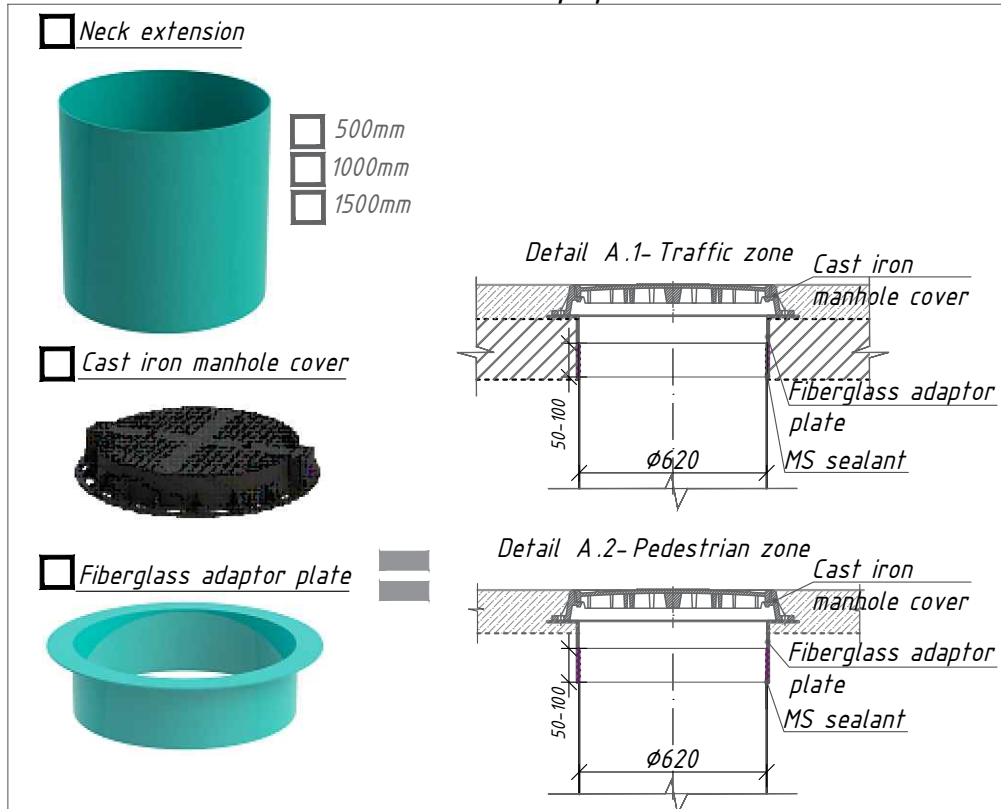 Neck extension
500mm
1000mm
1500mm
Cast iron manhole cover
Fiberglass adaptor plate
Detail A.1- Traffic zone
Cast iron
manhole cover
Fiberglass adaptor
plate
MS sealant
50-100
Ø620
Detail A.2- Pedestrian zone
Cast iron
manhole cover
Fiberglass adaptor
plate
MS sealant
50-100
Ø620